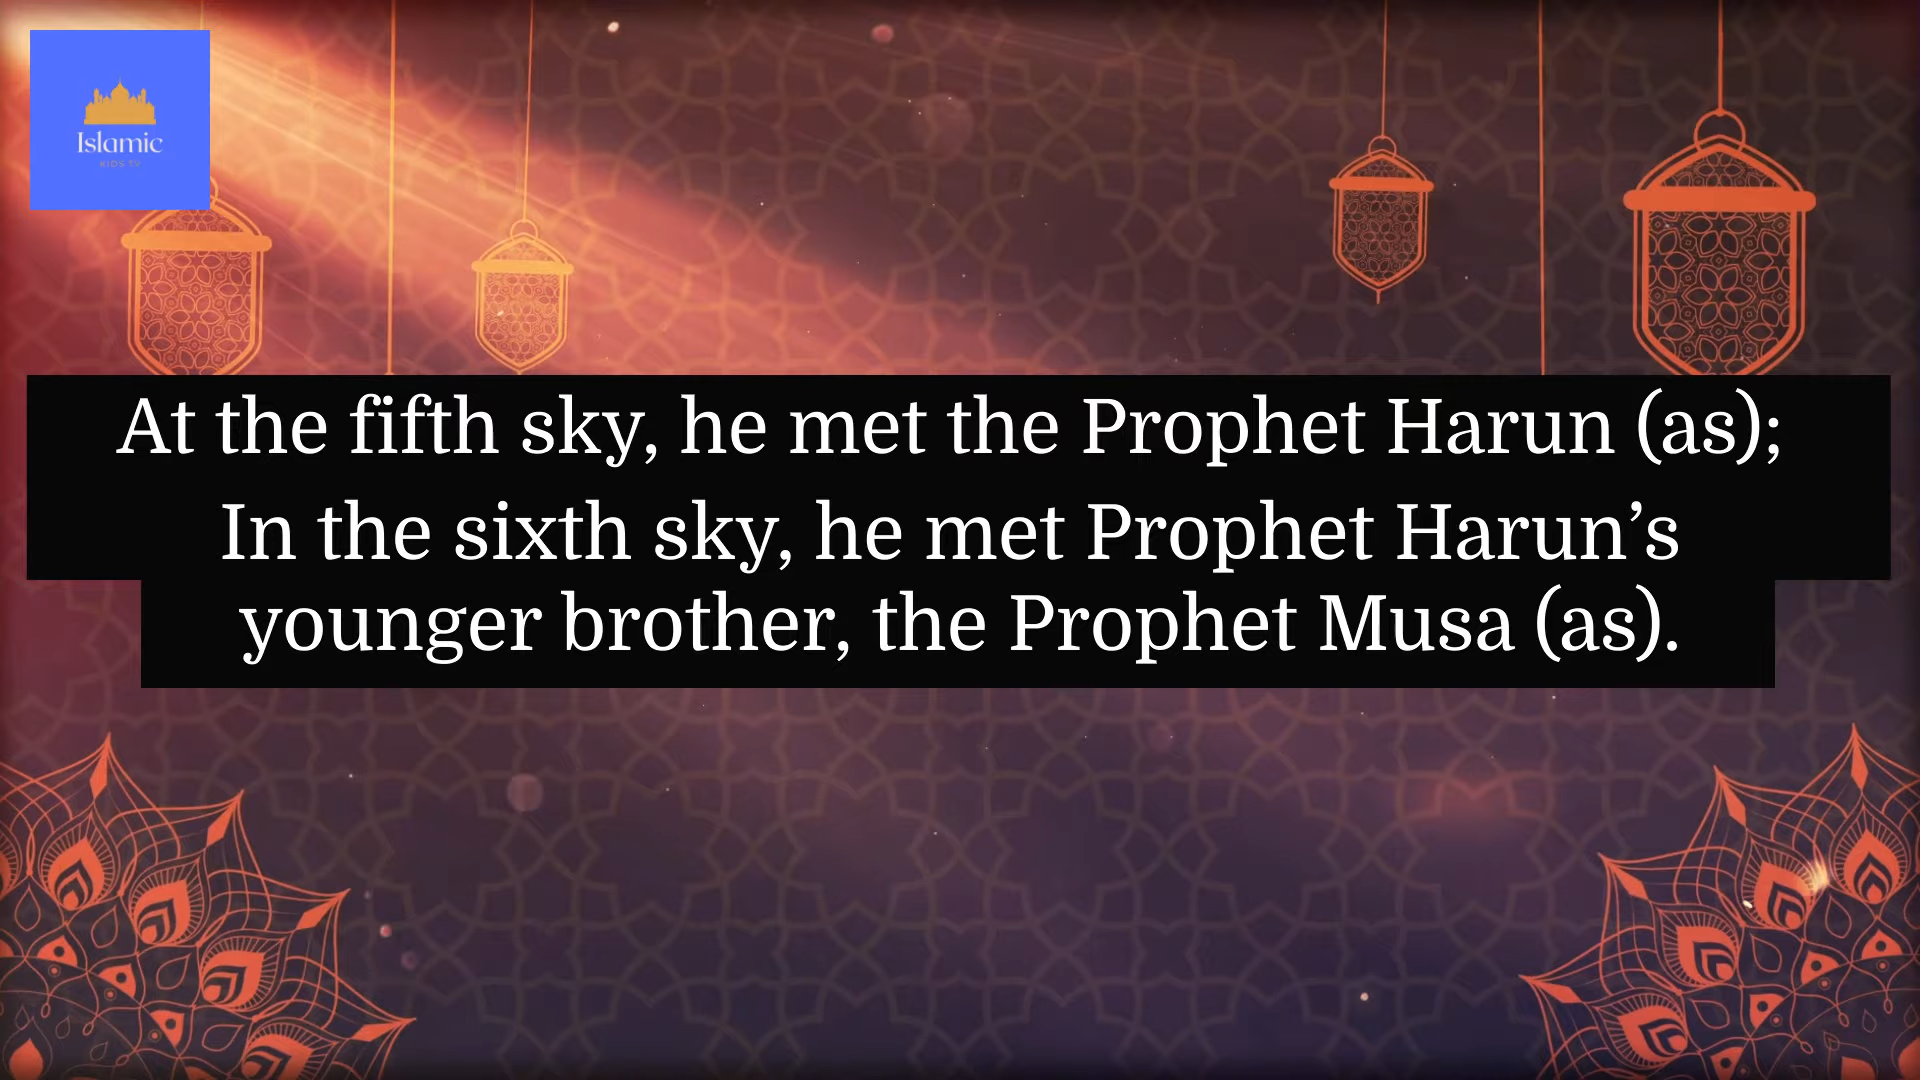 Islamic
KIDS TV
At the fifth sky, he met the Prophet Harun (as);
In the sixth sky, he met Prophet Harun’s
younger brother, the Prophet Musa (as).